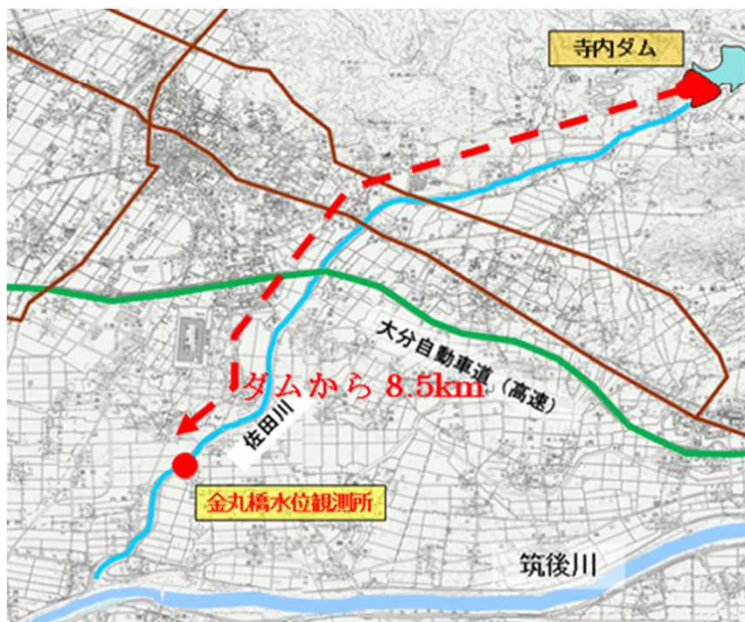 寺内ダム
大分自動車道（高速）
ダムから 8.5km
佐田川
金丸橋水位観測所
筑後川